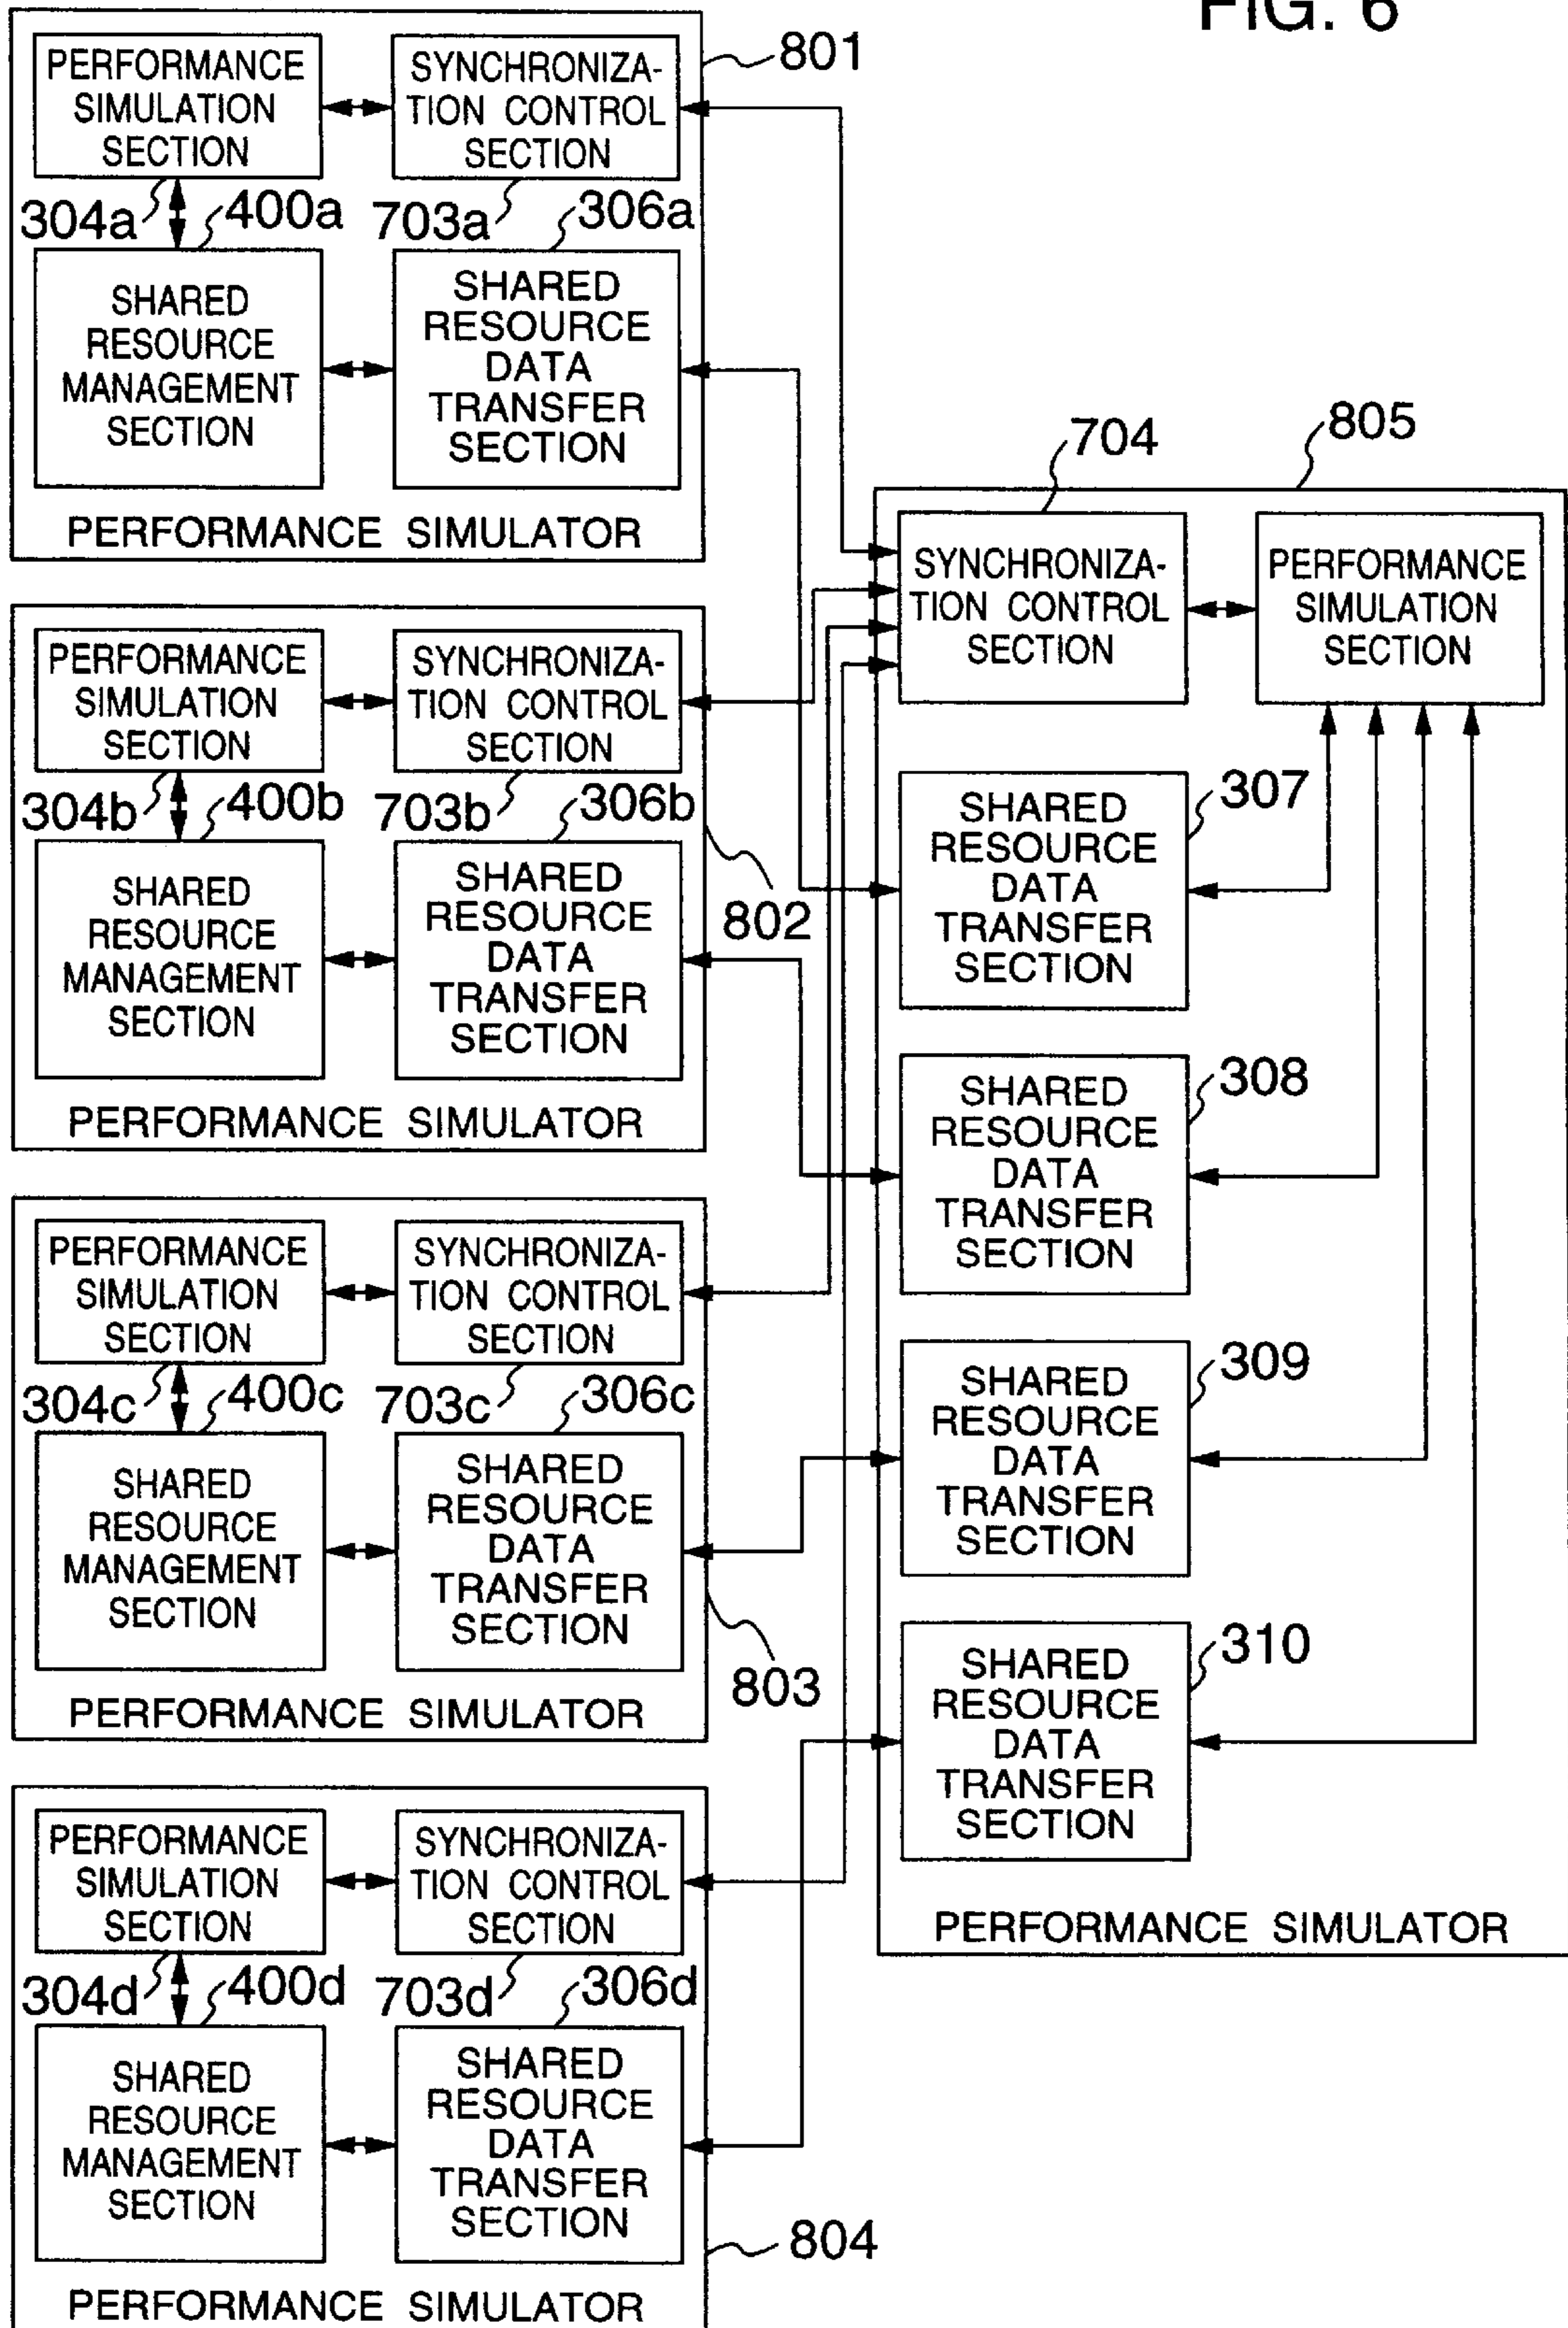 FIG. 6
PERFORMANCE
SIMULATION
SECTION
SYNCHRONIZA-
TION CONTROL
SECTION
801
304a
400a
703a
306a
SHARED
RESOURCE
MANAGEMENT
SECTION
SHARED
RESOURCE
DATA
TRANSFER
SECTION
PERFORMANCE SIMULATOR
PERFORMANCE
SIMULATION
SECTION
SYNCHRONIZA-
TION CONTROL
SECTION
304b
400b
703b
306b
802
SHARED
RESOURCE
MANAGEMENT
SECTION
SHARED
RESOURCE
DATA
TRANSFER
SECTION
PERFORMANCE SIMULATOR
PERFORMANCE
SIMULATION
SECTION
SYNCHRONIZA-
TION CONTROL
SECTION
304c
400c
703c
306c
SHARED
RESOURCE
MANAGEMENT
SECTION
SHARED
RESOURCE
DATA
TRANSFER
SECTION
803
PERFORMANCE SIMULATOR
PERFORMANCE
SIMULATION
SECTION
SYNCHRONIZA-
TION CONTROL
SECTION
304d
400d
703d
306d
SHARED
RESOURCE
MANAGEMENT
SECTION
SHARED
RESOURCE
DATA
TRANSFER
SECTION
804
PERFORMANCE SIMULATOR
704
805
SYNCHRONIZA-
TION CONTROL
SECTION
PERFORMANCE
SIMULATION
SECTION
307
SHARED
RESOURCE
DATA
TRANSFER
SECTION
308
SHARED
RESOURCE
DATA
TRANSFER
SECTION
309
SHARED
RESOURCE
DATA
TRANSFER
SECTION
310
SHARED
RESOURCE
DATA
TRANSFER
SECTION
PERFORMANCE SIMULATOR